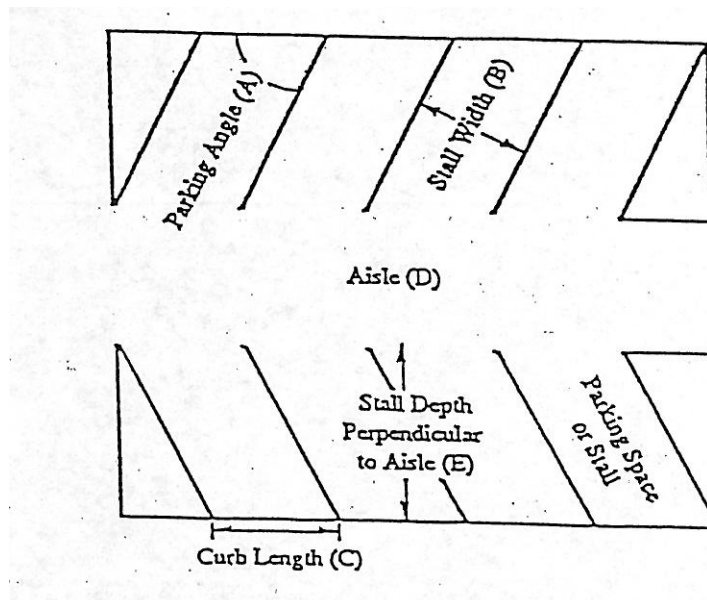 Parking Angle (A)
Stall Width (B)
Aisle (D)
Stall Depth
Perpendicular
to Aisle (E)
Parking Space
or Stall
Curb Length (C)